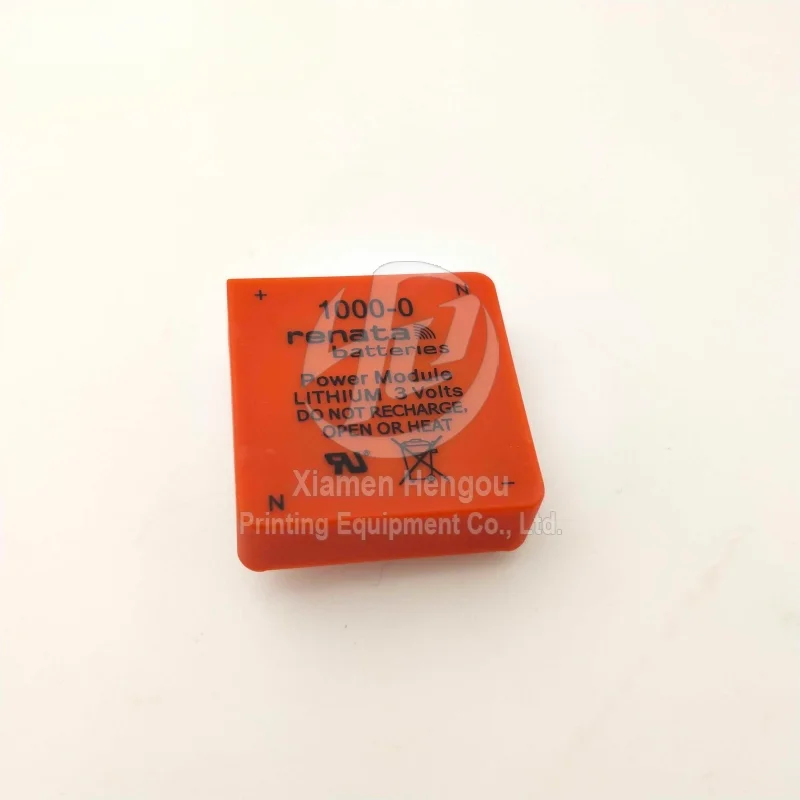 + N
1000-0
renata
batteries
Power Module
LITHIUM 3 Volts
DO NOT RECHARGE,
OPEN OR HEAT
N -
Xiamen Hengou
Printing Equipment Co., Ltd.